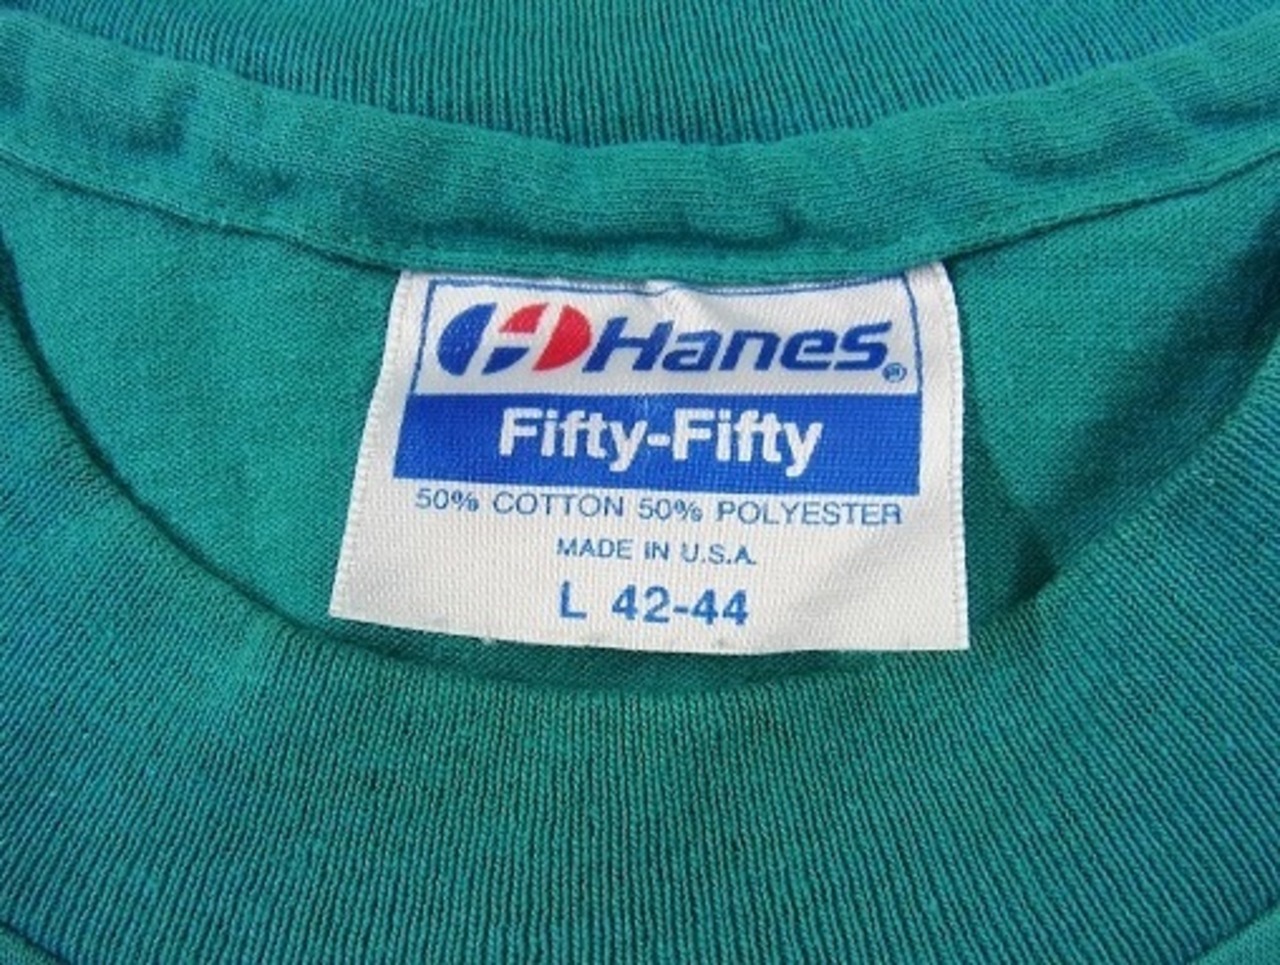 Hanes®
Fifty-Fifty
50% COTTON 50% POLYESTER
MADE IN U.S.A.
L 42-44